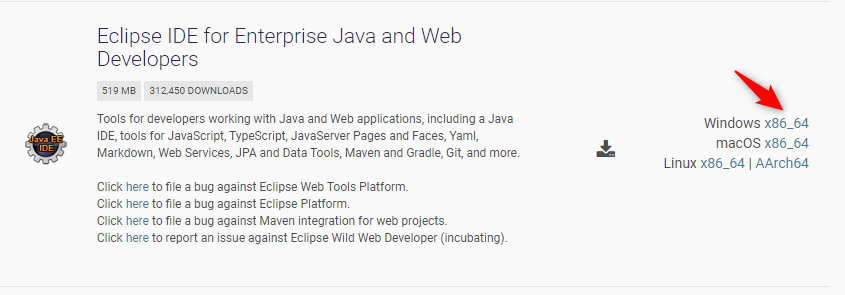 Eclipse IDE for Enterprise Java and Web
Developers
519 MB 312,450 DOWNLOADS
Tools for developers working with Java and Web applications, including a Java
IDE, tools for JavaScript, TypeScript, JavaServer Pages and Faces, Yaml,
Markdown, Web Services, JPA and Data Tools, Maven and Gradle, Git, and more.
Click here to file a bug against Eclipse Web Tools Platform.
Click here to file a bug against Eclipse Platform.
Click here to file a bug against Maven integration for web projects.
Click here to report an issue against Eclipse Wild Web Developer (incubating).
Java EE
IDE
Windows x86_64
macOS x86_64
Linux x86_64 | AArch64